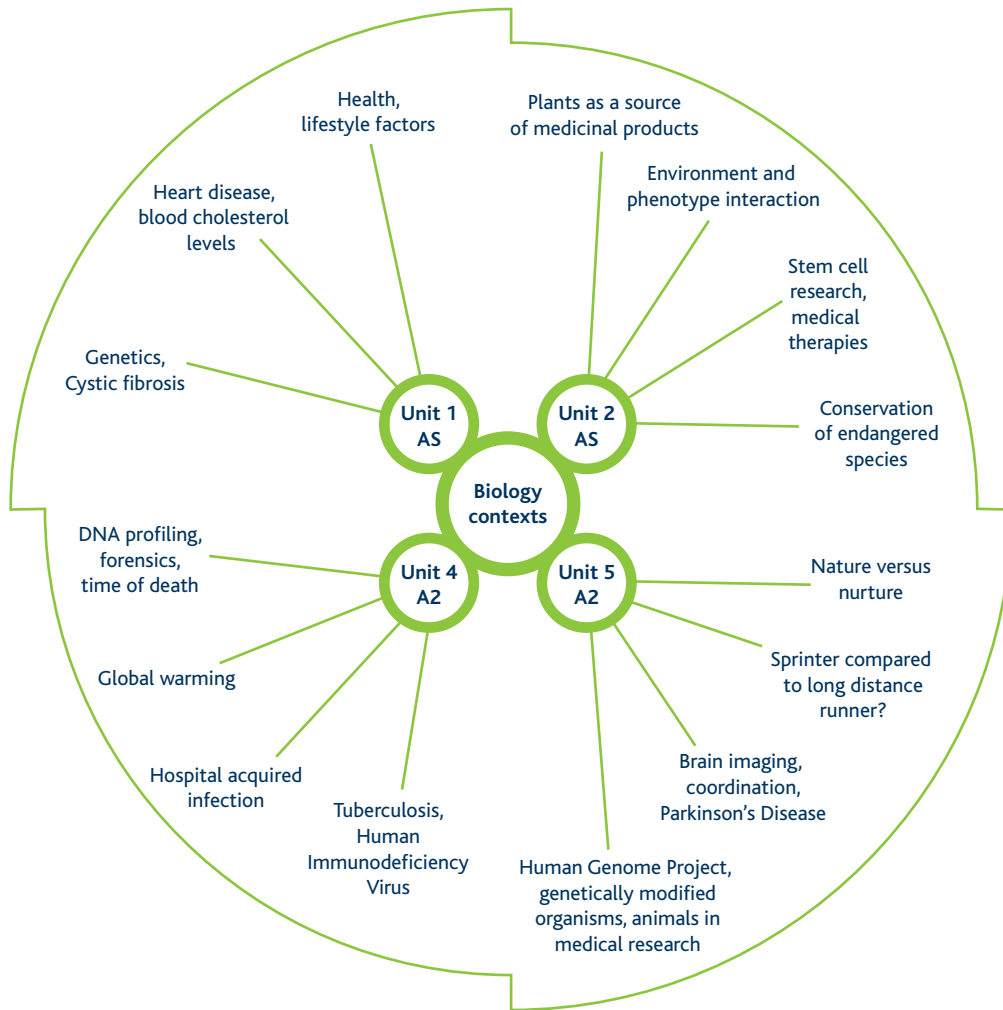 Health,
lifestyle factors
Heart disease,
blood cholesterol
levels
Genetics,
Cystic fibrosis
Unit 1
AS
Plants as a source
of medicinal products
Environment and
phenotype interaction
Stem cell
research,
medical
therapies
Conservation
of endangered
species
Unit 2
AS
Biology
contexts
DNA profiling,
forensics,
time of death
Global warming
Hospital acquired
infection
Tuberculosis,
Human
Immunodeficiency
Virus
Unit 4
A2
Unit 5
A2
Nature versus
nurture
Sprinter compared
to long distance
runner?
Brain imaging,
coordination,
Parkinson's Disease
Human Genome Project,
genetically modified
organisms, animals in
medical research